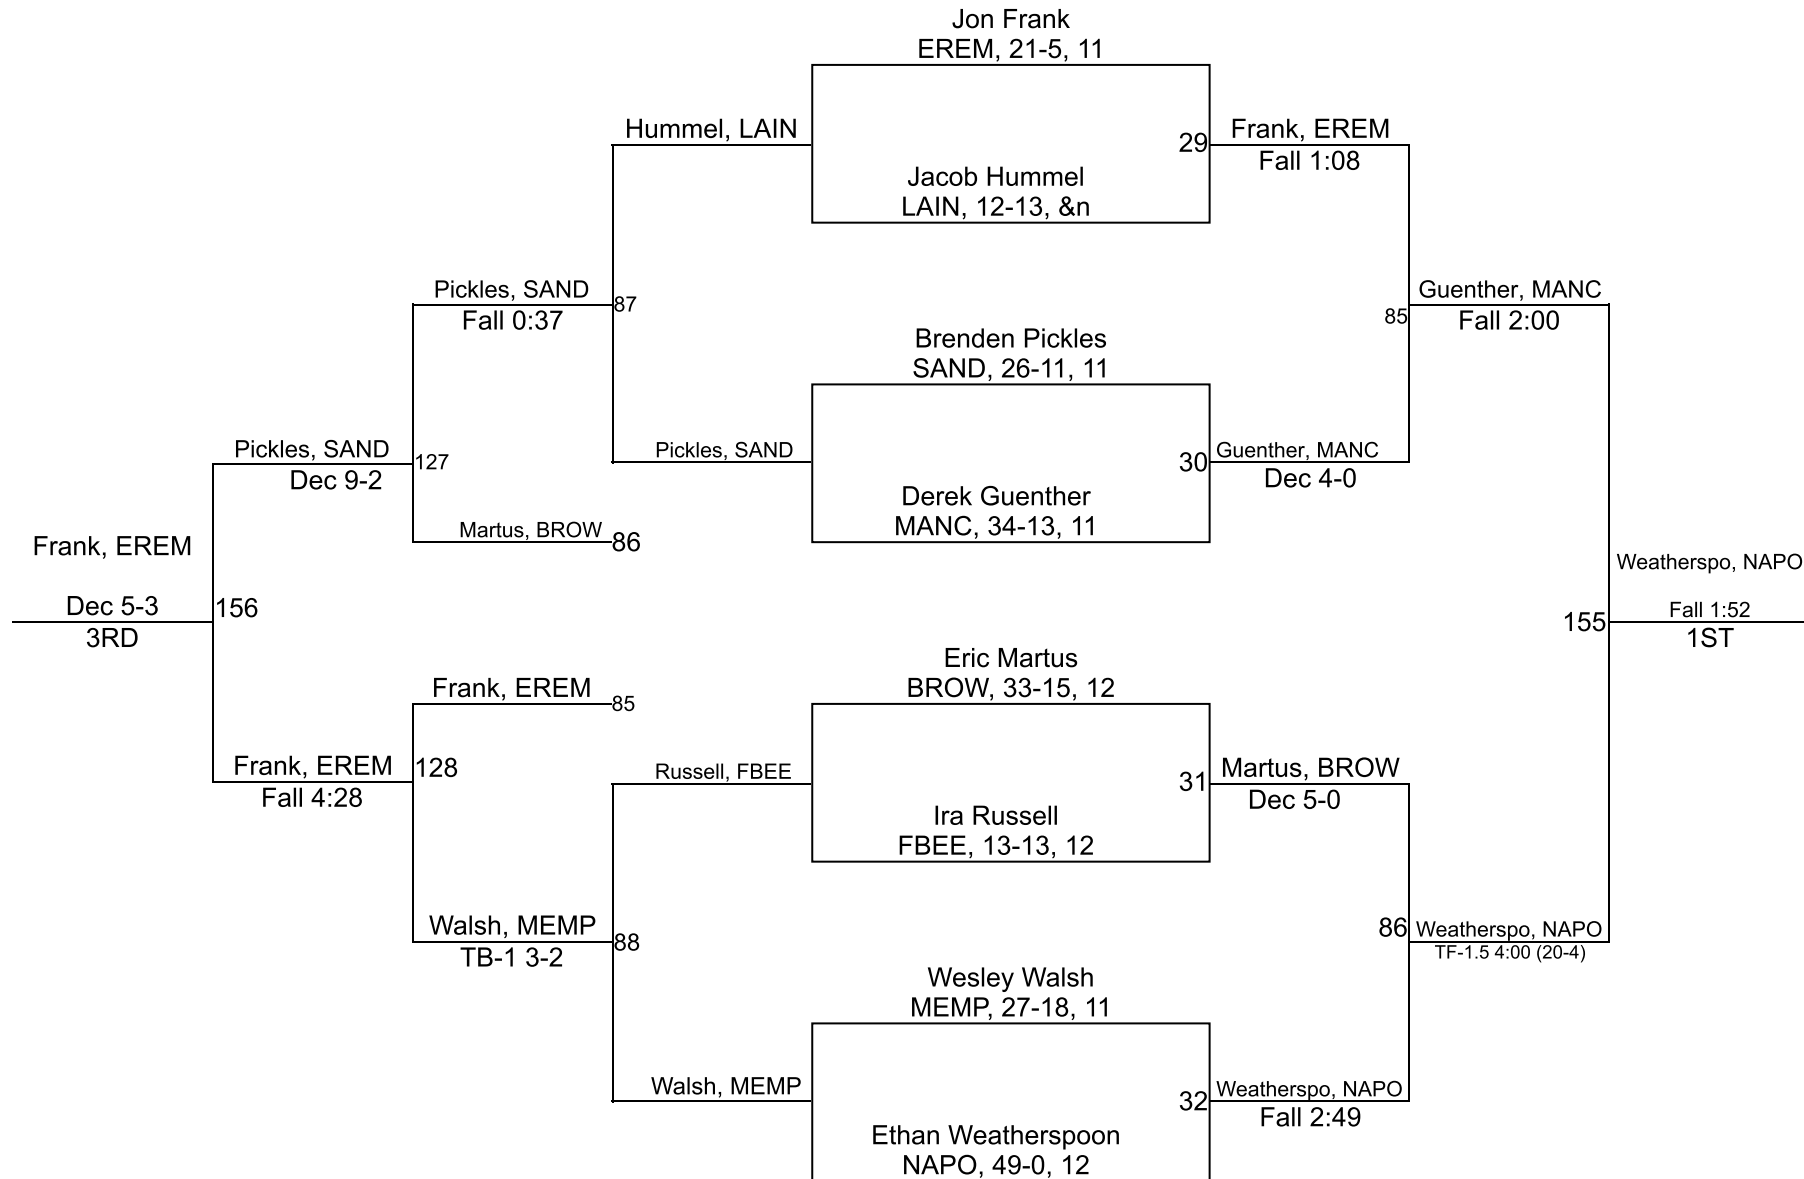 Jon Frank
EREM, 21-5, 11
Hummel, LAIN
29
Frank, EREM
Fall 1:08
Jacob Hummel
LAIN, 12-13, &n
Pickles, SAND
Fall 0:37
87
Guenther, MANC
Fall 2:00
85
Brenden Pickles
SAND, 26-11, 11
Pickles, SAND
Dec 9-2
127
Pickles, SAND
30
Guenther, MANC
Dec 4-0
Derek Guenther
MANC, 34-13, 11
Martus, BROW
86
Frank, EREM
Dec 5-3
3RD
156
Weatherspo, NAPO
155
Fall 1:52
1ST
Eric Martus
BROW, 33-15, 12
Frank, EREM
85
Frank, EREM
Fall 4:28
128
Russell, FBEE
31
Martus, BROW
Dec 5-0
Ira Russell
FBEE, 13-13, 12
Walsh, MEMP
TB-1 3-2
88
86
Weatherspo, NAPO
TF-1.5 4:00 (20-4)
Wesley Walsh
MEMP, 27-18, 11
Walsh, MEMP
32
Weatherspo, NAPO
Fall 2:49
Ethan Weatherspoon
NAPO, 49-0, 12